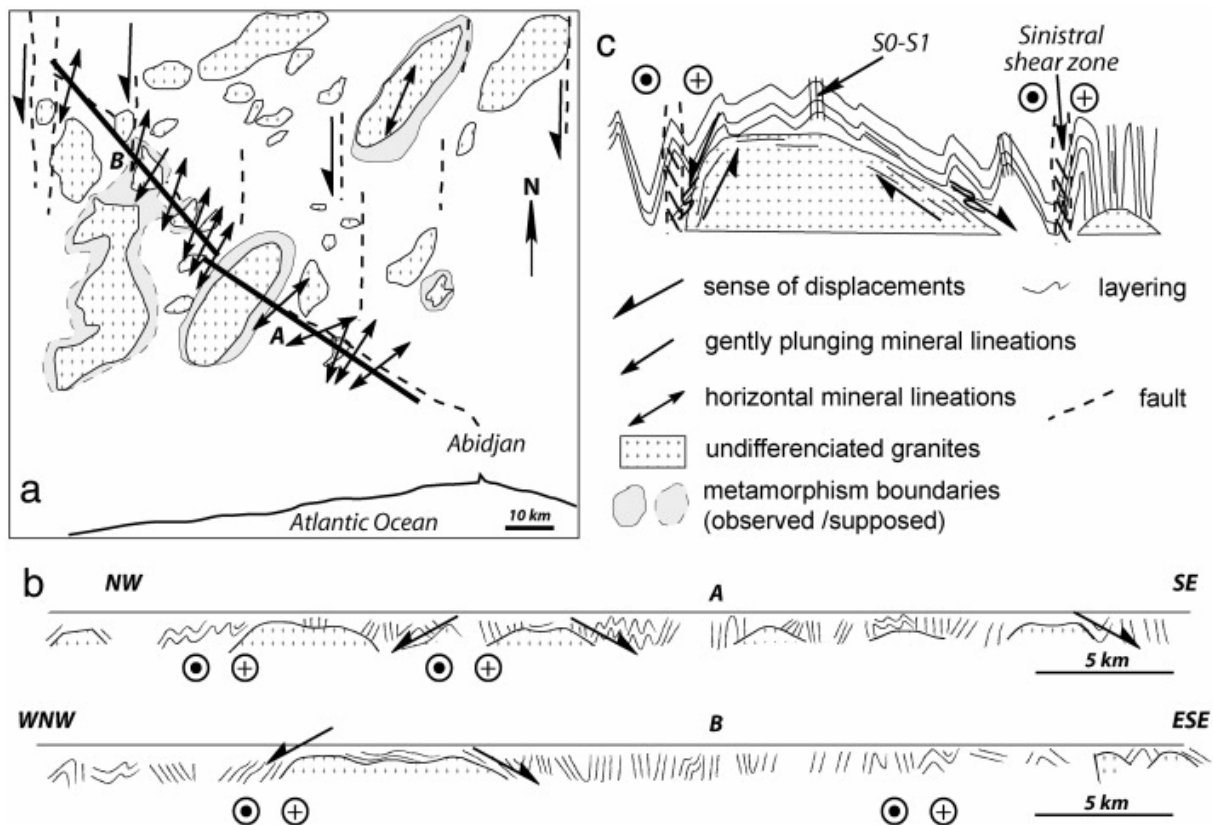 B
N
A
Abidjan
a
Atlantic Ocean
10 km
c
S0-S1
Sinistral
shear zone
sense of displacements
layering
gently plunging mineral lineations
horizontal mineral lineations
fault
undifferenciated granites
metamorphism boundaries
(observed /supposed)
b
NW
A
SE
5 km
WNW
B
ESE
5 km